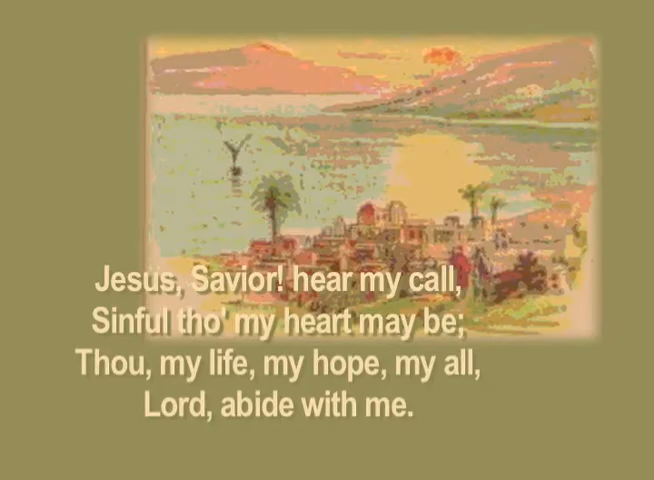 Jesus, Savior! hear my call,
Sinful tho' my heart may be;
Thou, my life, my hope, my all,
Lord, abide with me.